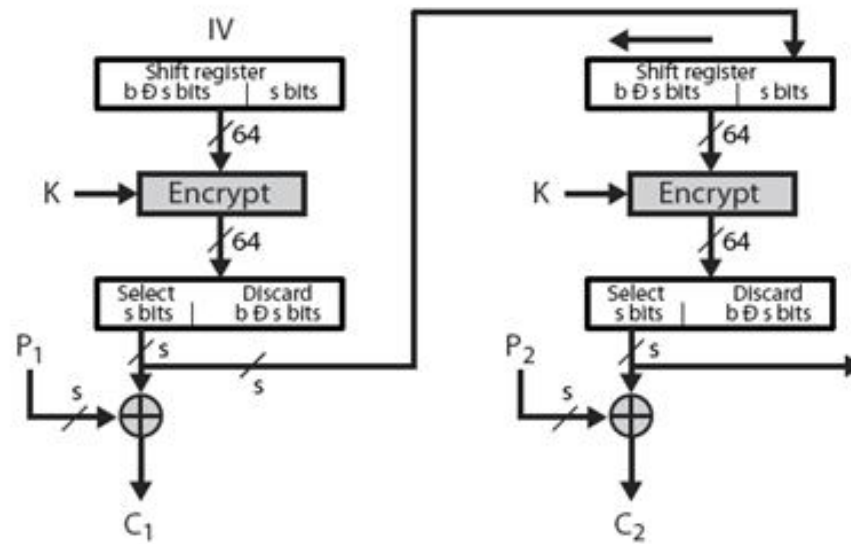 IV
Shift register
b Ð s bits | s bits
64
K
Encrypt
64
Select Discard
s bits | b Ð s bits
s
s
P1
s
C1
Shift register
b Ð s bits | s bits
64
K
Encrypt
64
Select Discard
s bits | b Ð s bits
s
P2
s
C2